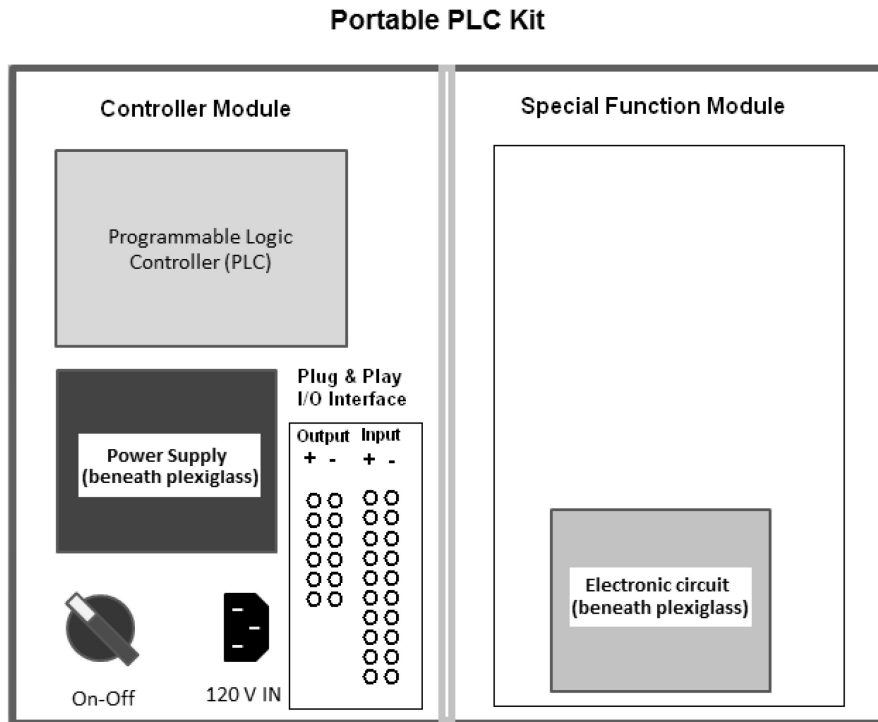 Portable PLC Kit
Controller Module
Programmable Logic
Controller (PLC)
Power Supply
(beneath plexiglass)
Plug & Play
I/O Interface
Output Input
+ - + -
On-Off
120 V IN
Special Function Module
Electronic circuit
(beneath plexiglass)